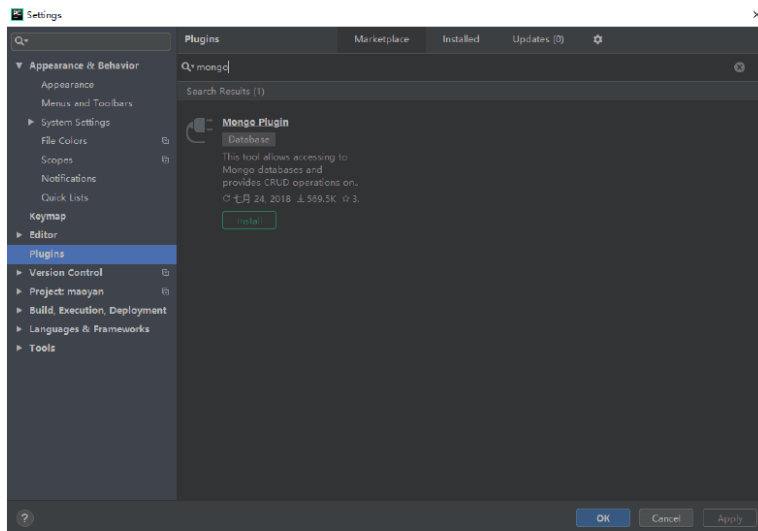 Settings
Plugins
Marketplace
Installed
Updates (0)
mongo
Search Results (1)
Appearance & Behavior
Appearance
Menus and Toolbars
System Settings
File Colors
Scopes
Notifications
Quick Lists
Keymap
Editor
Plugins
Version Control
Project: maoyan
Build, Execution, Deployment
Languages & Frameworks
Tools
Mongo Plugin
Database
This tool allows accessing to
Mongo databases and
provides CRUD operations on..
七月 24, 2018 569.5K 3.
Install
?
OK
Cancel
Apply